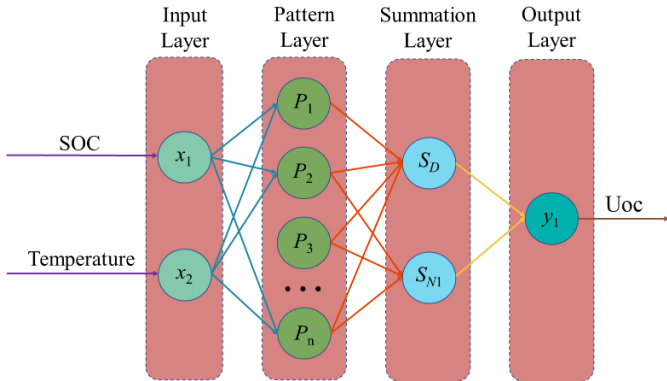 Input
Layer
Pattern
Layer
Summation
Layer
Output
Layer
SOC
Temperature
x1
x2
P1
P2
P3
...
Pn
SD
SN1
y1
Uoc